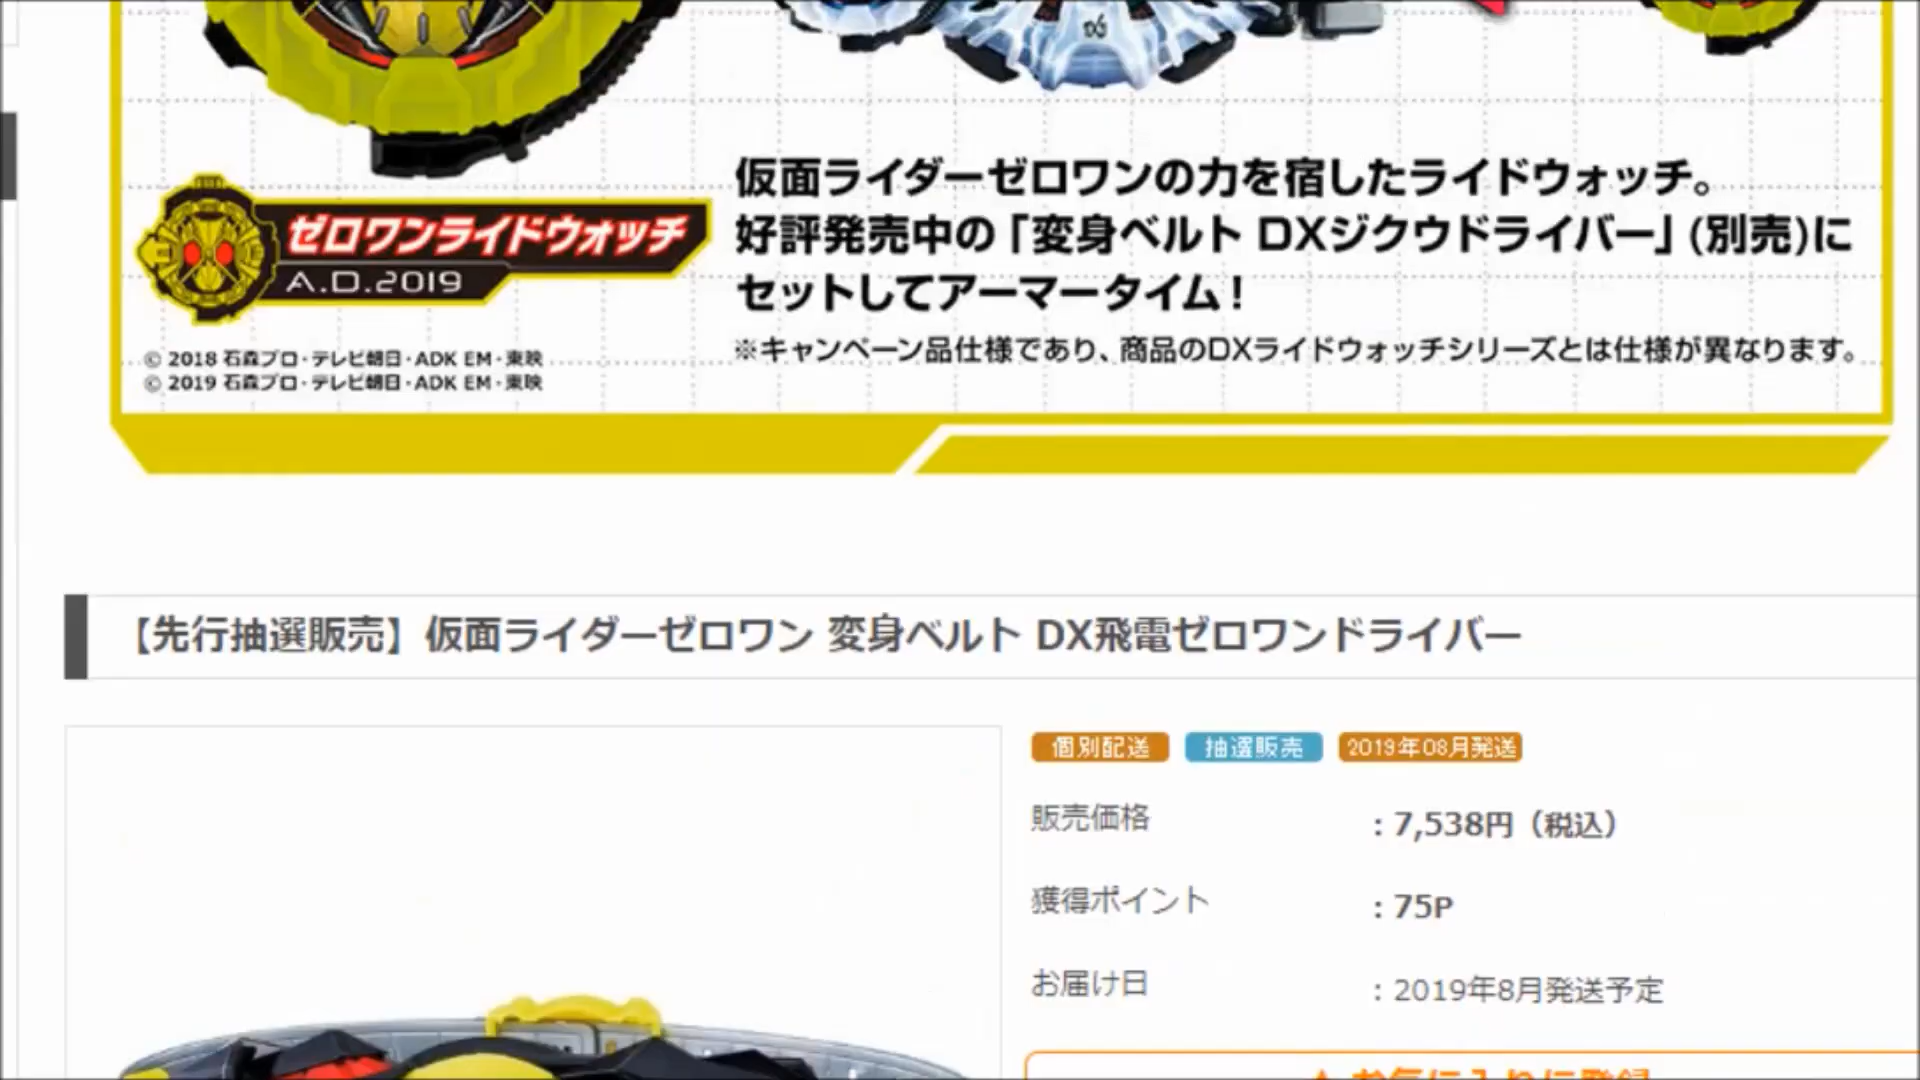 仮面ライダーゼロワンの力を宿したライドウォッチ。
好評発売中の「変身ベルト DXジクウドライバー」(別売)に
セットしてアーマータイム！
※キャンペーン品仕様であり、商品のDXライドウォッチシリーズとは仕様が異なります。
ゼロワンライドウォッチ
A.D.2019
© 2018 石森プロ・テレビ朝日・ADK EM・東映
© 2019 石森プロ・テレビ朝日・ADK EM・東映
【先行抽選販売】仮面ライダーゼロワン 変身ベルト DX飛電ゼロワンドライバー
個別配送 抽選販売 2019年08月発送
販売価格 : 7,538円（税込）
獲得ポイント : 75P
お届け日 : 2019年8月発送予定